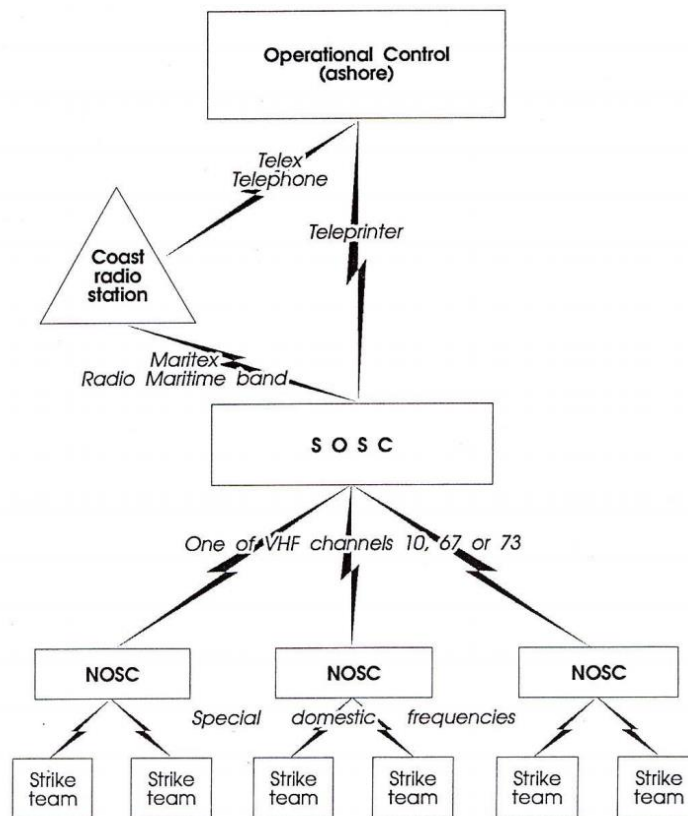 Operational Control
(ashore)
Telex
Telephone
Teleprinter
Coast
radio
station
Maritex
Radio Maritime band
S O S C
One of VHF channels 10, 67 or 73
NOSC
NOSC
NOSC
Special domestic frequencies
Strike
team
Strike
team
Strike
team
Strike
team
Strike
team
Strike
team